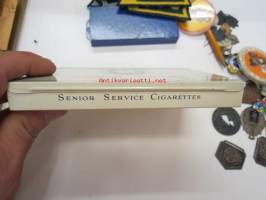 Antikvariaatti.net
SENIOR SERVICE CIGARETTES